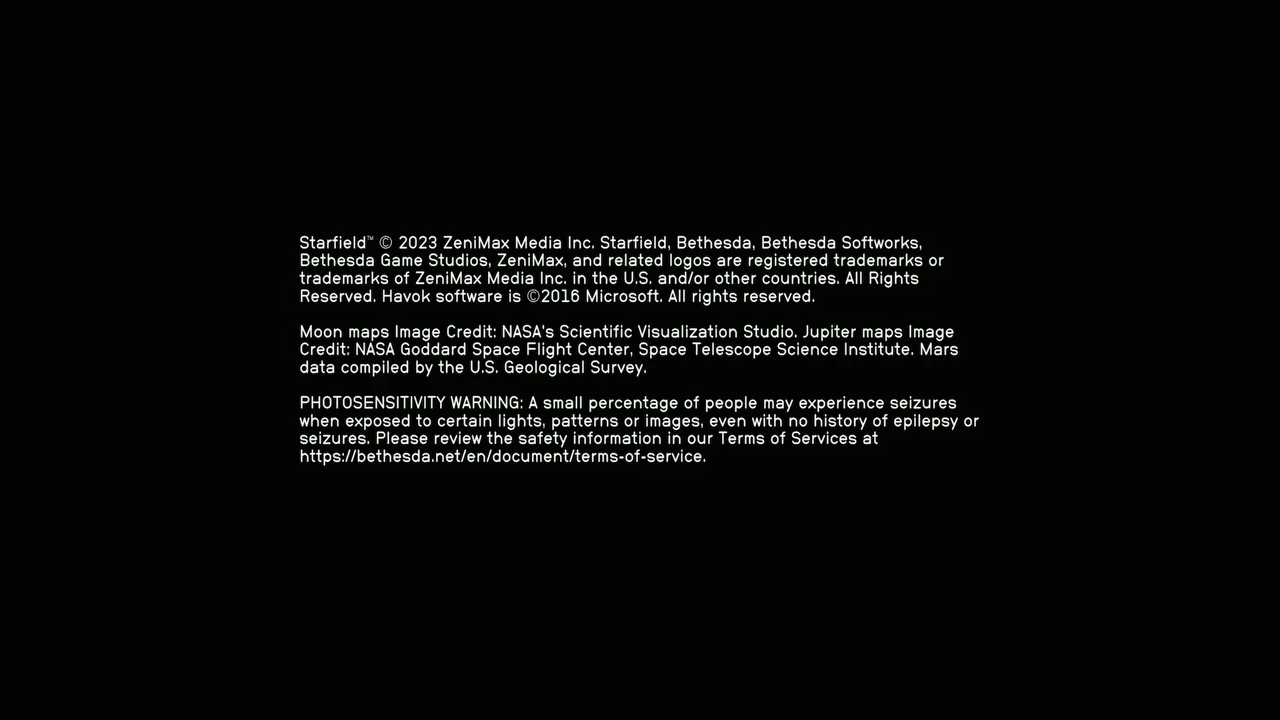 Starfield™ © 2023 ZeniMax Media Inc. Starfield, Bethesda, Bethesda Softworks,
Bethesda Game Studios, ZeniMax, and related logos are registered trademarks or
trademarks of ZeniMax Media Inc. in the U.S. and/or other countries. All Rights
Reserved. Havok software is ©2016 Microsoft. All rights reserved.
Moon maps Image Credit: NASA's Scientific Visualization Studio. Jupiter maps Image
Credit: NASA Goddard Space Flight Center, Space Telescope Science Institute. Mars
data compiled by the U.S. Geological Survey.
PHOTOSENSITIVITY WARNING: A small percentage of people may experience seizures
when exposed to certain lights, patterns or images, even with no history of epilepsy or
seizures. Please review the safety information in our Terms of Services at
https://bethesda.net/en/document/terms-of-service.